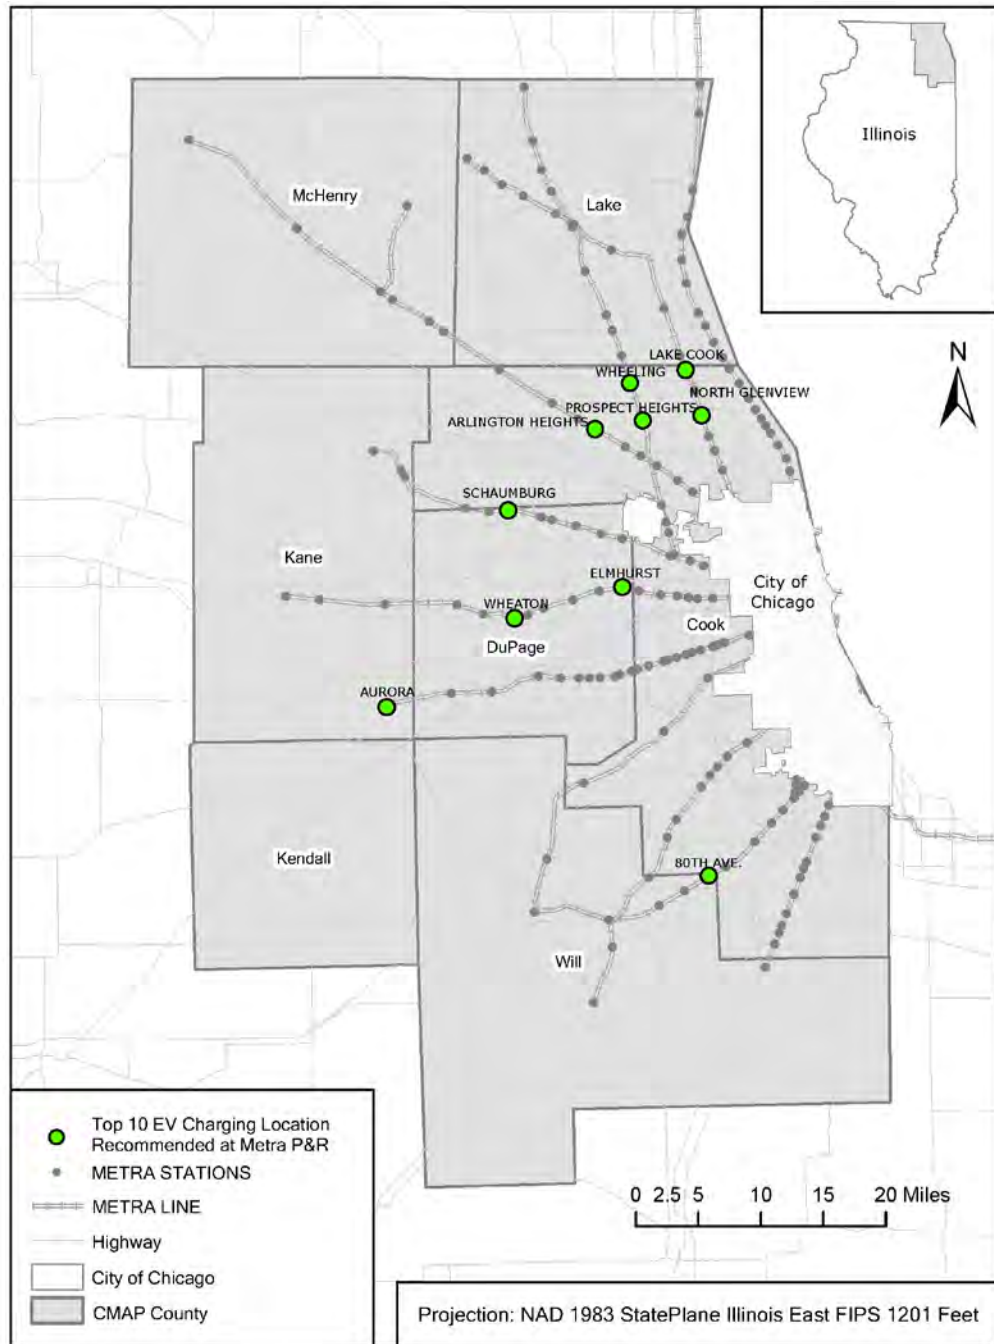 Illinois
McHenry
Lake
N
LAKE COOK
WHEELING
NORTH GLENVIEW
PROSPECT HEIGHTS
ARLINGTON HEIGHTS
SCHAUMBURG
Kane
ELMHURST
City of
Chicago
WHEATON
Cook
DuPage
AURORA
Kendall
80TH AVE.
Will
Top 10 EV Charging Location
Recommended at Metra P&R
METRA STATIONS
METRA LINE
Highway
City of Chicago
CMAP County
0 2.5 5 10 15 20 Miles
Projection: NAD 1983 StatePlane Illinois East FIPS 1201 Feet